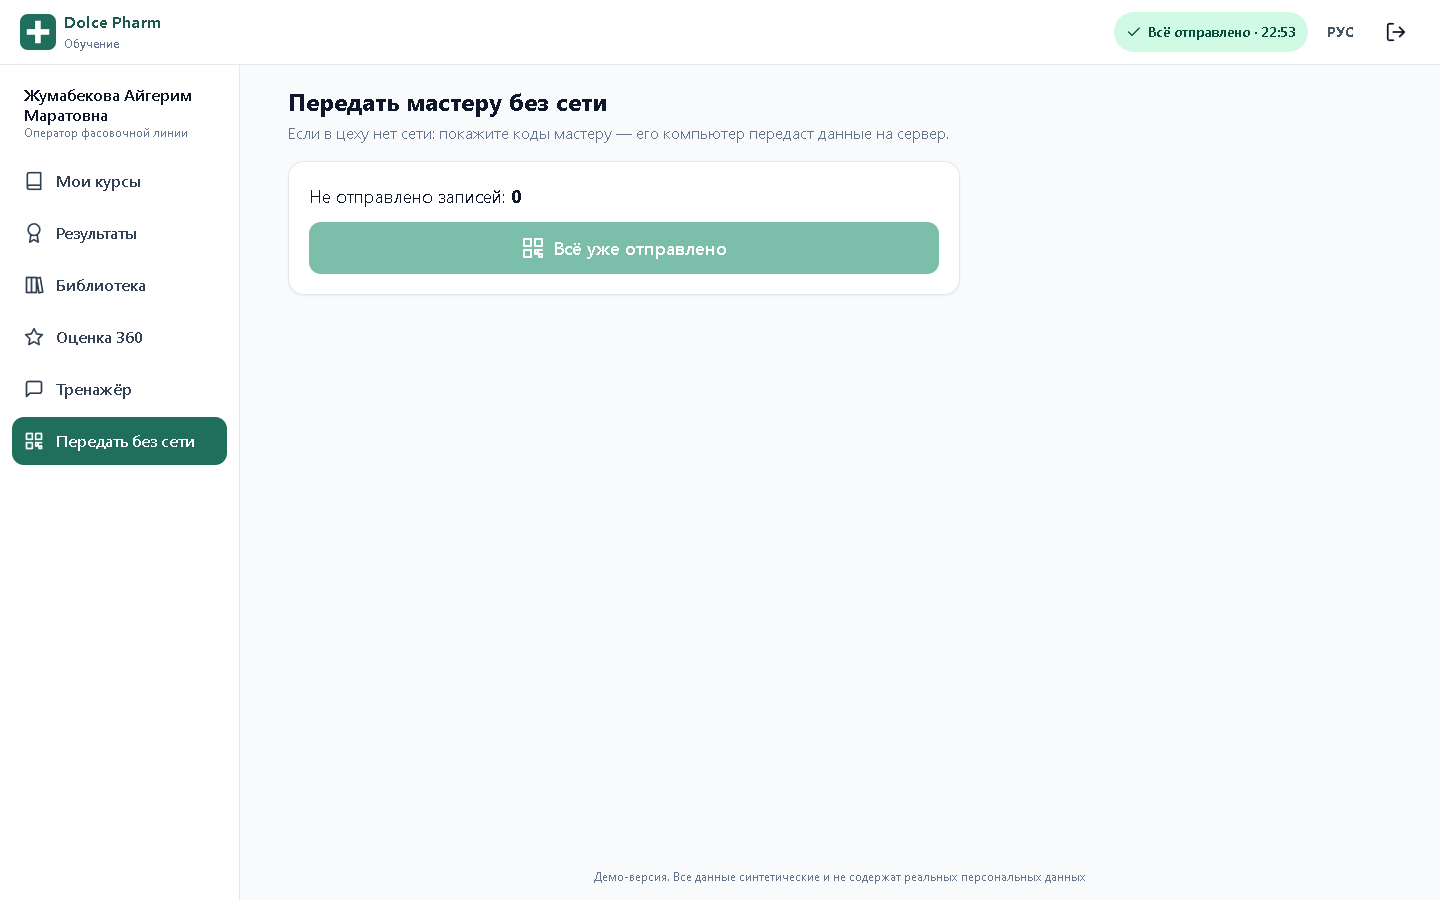 Dolce Pharm
Обучение
Всё отправлено · 22:53
РУС
Жумабекова Айгерим
Маратовна
Оператор фасовочной линии
Мои курсы
Результаты
Библиотека
Оценка 360
Тренажёр
Передать без сети
Передать мастеру без сети
Если в цеху нет сети: покажите коды мастеру — его компьютер передаст данные на сервер.
Не отправлено записей: 0
Всё уже отправлено
Демо-версия. Все данные синтетические и не содержат реальных персональных данных